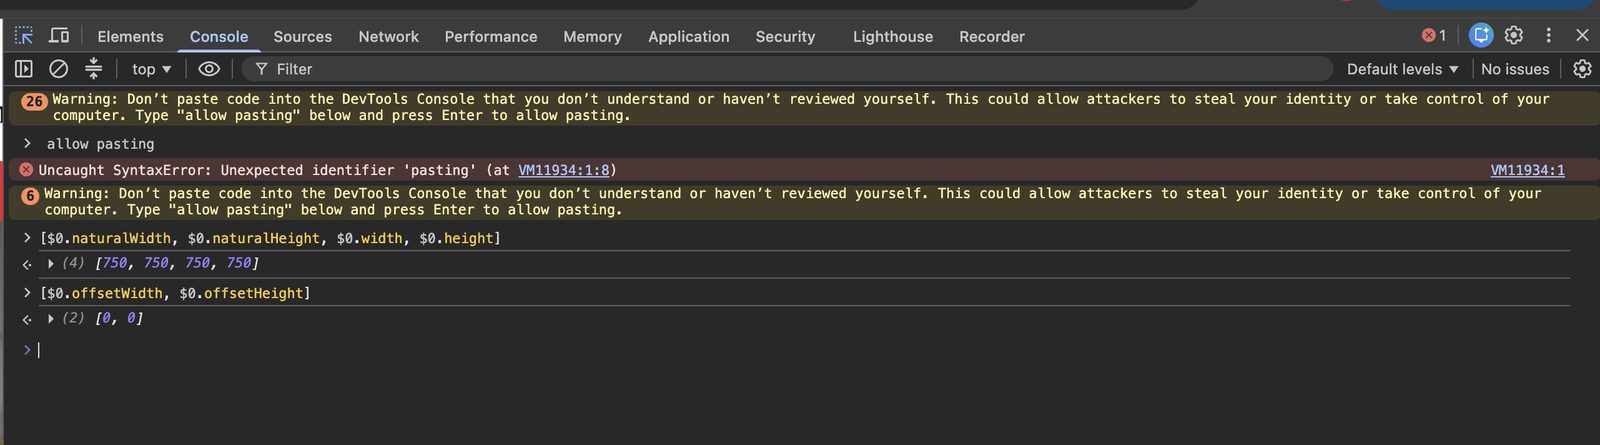 Elements Console Sources Network Performance Memory Application Security Lighthouse Recorder 1
top Filter Default levels No issues
26 Warning: Don’t paste code into the DevTools Console that you don’t understand or haven’t reviewed yourself. This could allow attackers to steal your identity or take control of your
computer. Type "allow pasting" below and press Enter to allow pasting.
> allow pasting
Uncaught SyntaxError: Unexpected identifier 'pasting' (at VM11934:1:8) VM11934:1
6 Warning: Don’t paste code into the DevTools Console that you don’t understand or haven’t reviewed yourself. This could allow attackers to steal your identity or take control of your
computer. Type "allow pasting" below and press Enter to allow pasting.
> [$0.naturalWidth, $0.naturalHeight, $0.width, $0.height]
(4) [750, 750, 750, 750]
> [$0.offsetWidth, $0.offsetHeight]
(2) [0, 0]
>